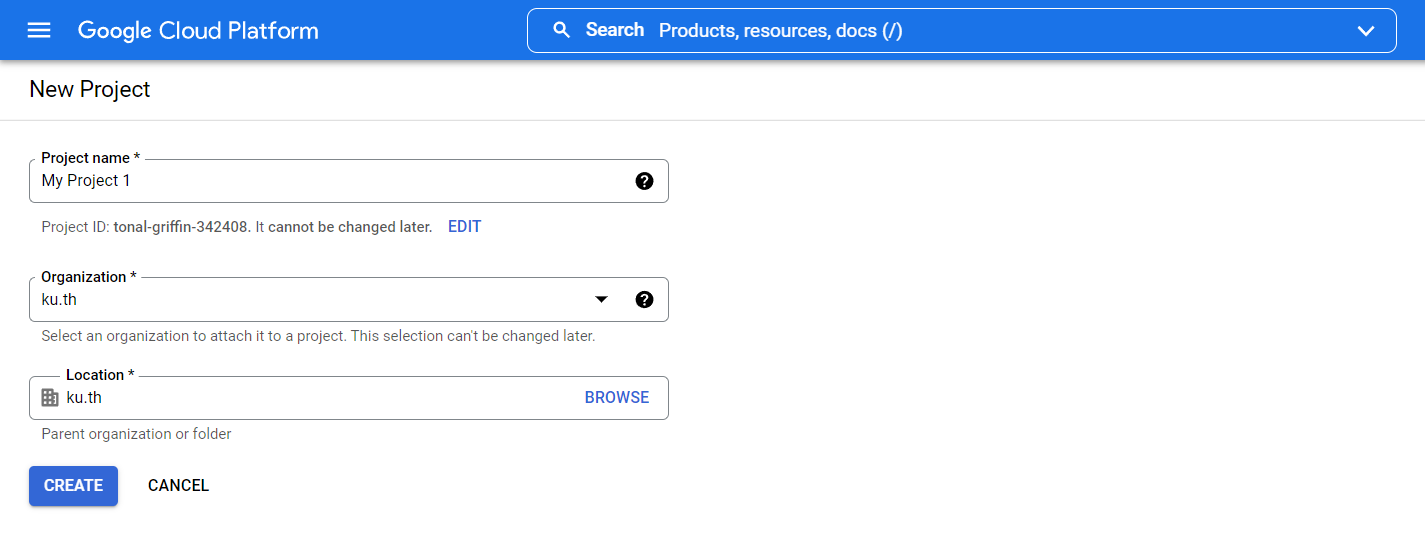 Google Cloud Platform
Search Products, resources, docs (/)
New Project
Project name *
My Project 1
Project ID: tonal-griffin-342408. It cannot be changed later. EDIT
Organization *
ku.th
Select an organization to attach it to a project. This selection can't be changed later.
Location *
ku.th BROWSE
Parent organization or folder
CREATE CANCEL